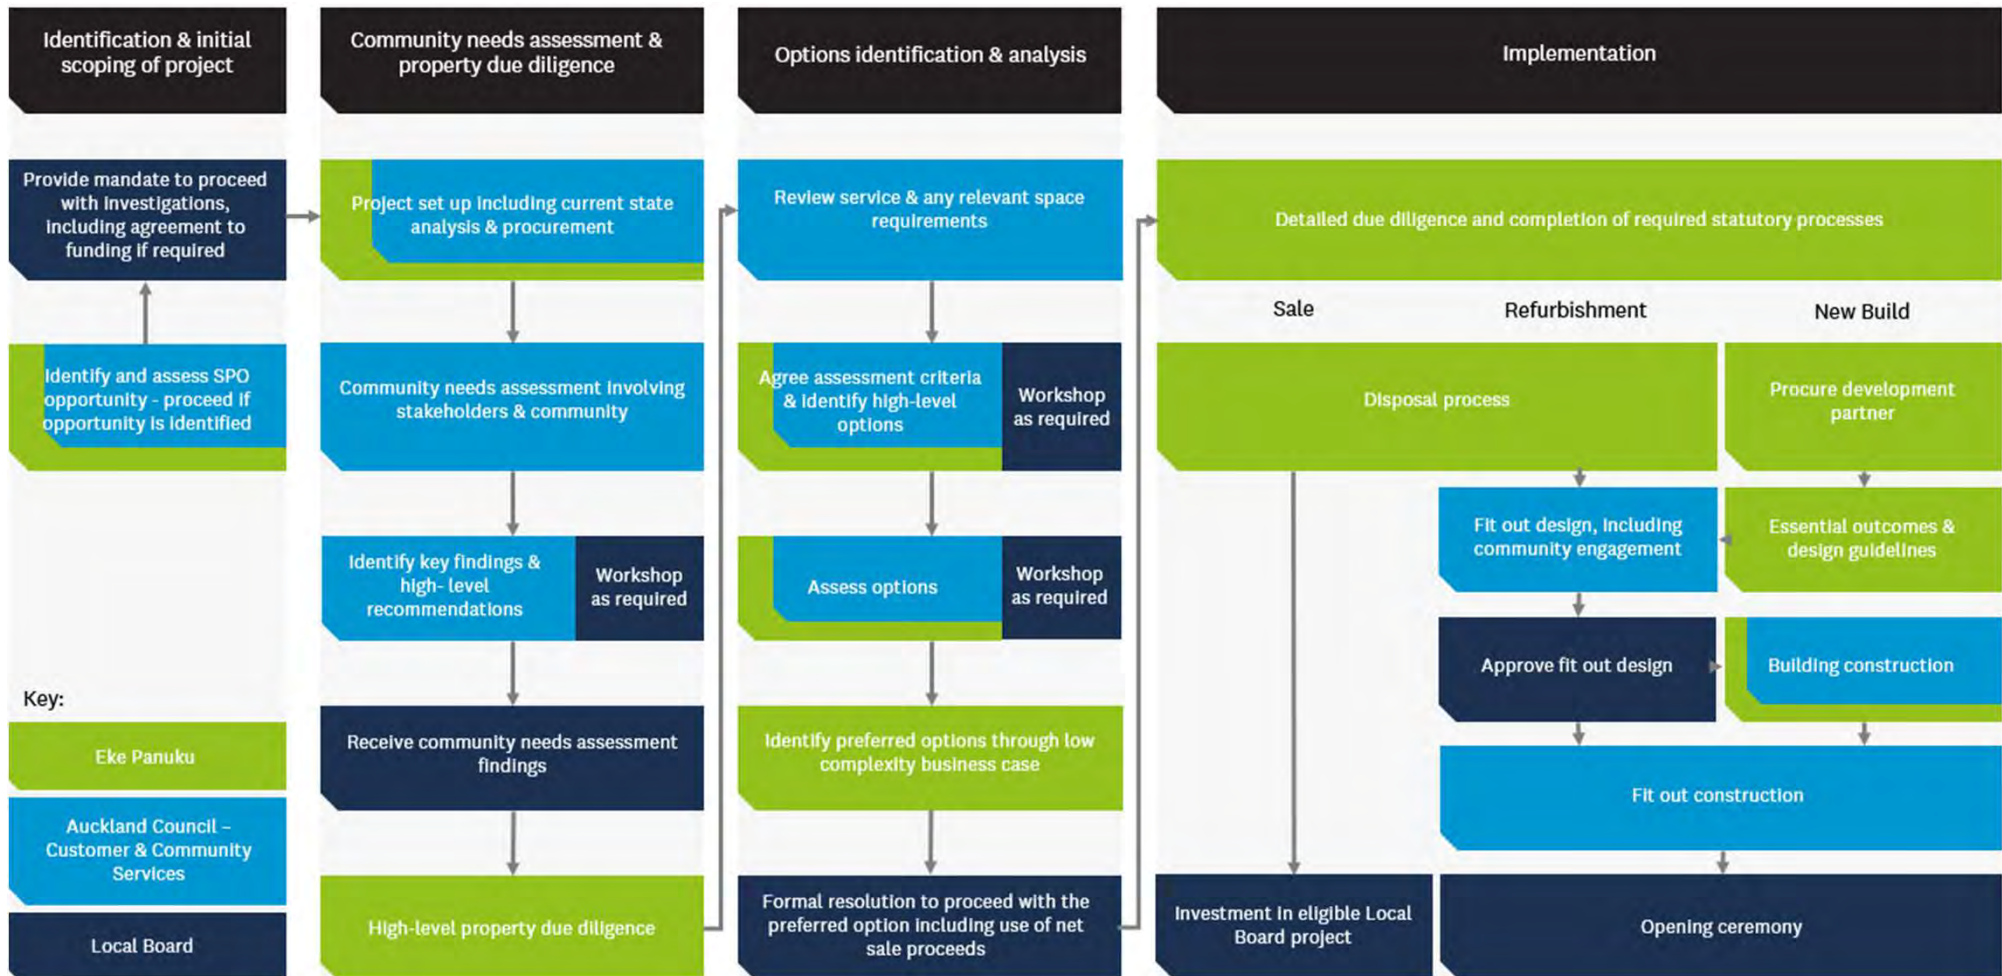 Identification & initial
scoping of project
Provide mandate to proceed
with investigations,
including agreement to
funding if required
Identify and assess SPO
opportunity - proceed if
opportunity is identified
Key:
Eke Panuku
Auckland Council –
Customer & Community
Services
Local Board
Community needs assessment &
property due diligence
Project set up including current state
analysis & procurement
Community needs assessment involving
stakeholders & community
Identify key findings &
high- level
recommendations
Workshop
as required
Receive community needs assessment
findings
High-level property due diligence
Options identification & analysis
Review service & any relevant space
requirements
Agree assessment criteria
& identify high-level
options
Workshop
as required
Assess options
Workshop
as required
Identify preferred options through low
complexity business case
Formal resolution to proceed with the
preferred option including use of net
sale proceeds
Implementation
Detailed due diligence and completion of required statutory processes
Sale
Refurbishment
New Build
Disposal process
Procure development
partner
Fit out design, including
community engagement
Essential outcomes &
design guidelines
Approve fit out design
Building construction
Fit out construction
Investment in eligible Local
Board project
Opening ceremony